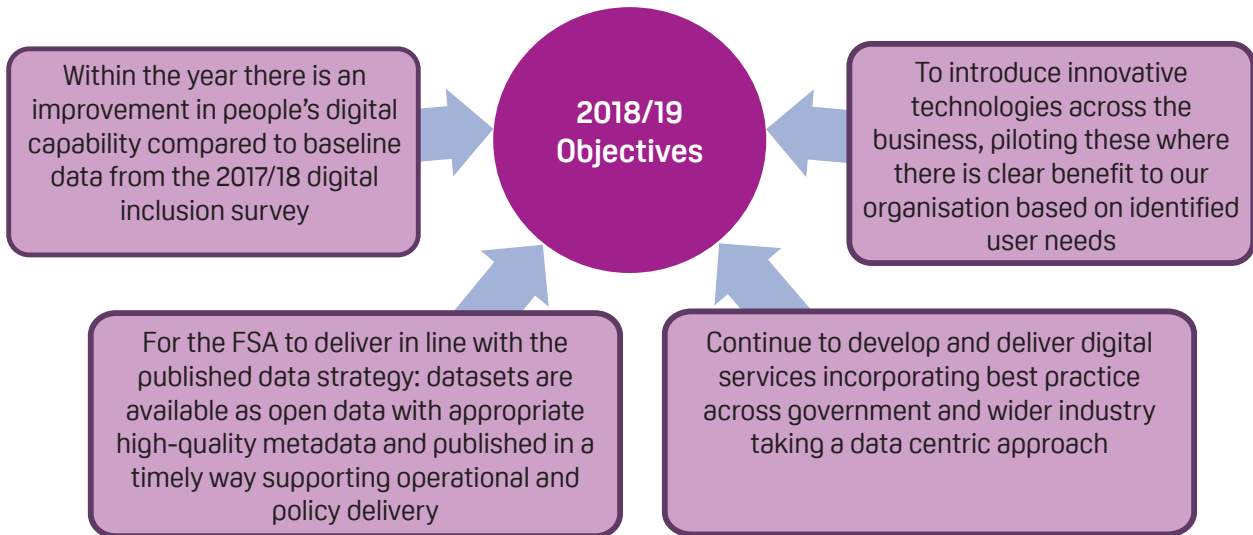 Within the year there is an
improvement in people's digital
capability compared to baseline
data from the 2017/18 digital
inclusion survey
2018/19
Objectives
To introduce innovative
technologies across the
business, piloting these where
there is clear benefit to our
organisation based on identified
user needs
For the FSA to deliver in line with the
published data strategy: datasets are
available as open data with appropriate
high-quality metadata and published in a
timely way supporting operational and
policy delivery
Continue to develop and deliver digital
services incorporating best practice
across government and wider industry
taking a data centric approach